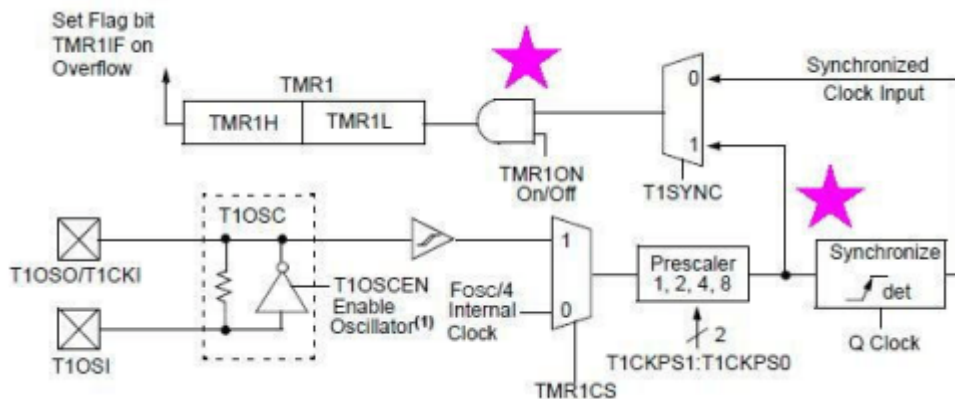 Set Flag bit
TMR1IF on
Overflow
TMR1
TMR1H
TMR1L
TMR1ON
On/Off
0
1
T1SYNC
Synchronized
Clock Input
T1OSC
T1OSO/T1CKI
T1OSI
T1OSCEN
Enable
Oscillator(1)
Fosc/4
Internal
Clock
1
0
TMR1CS
Prescaler
1, 2, 4, 8
2
T1CKPS1:T1CKPS0
Synchronize
det
Q Clock